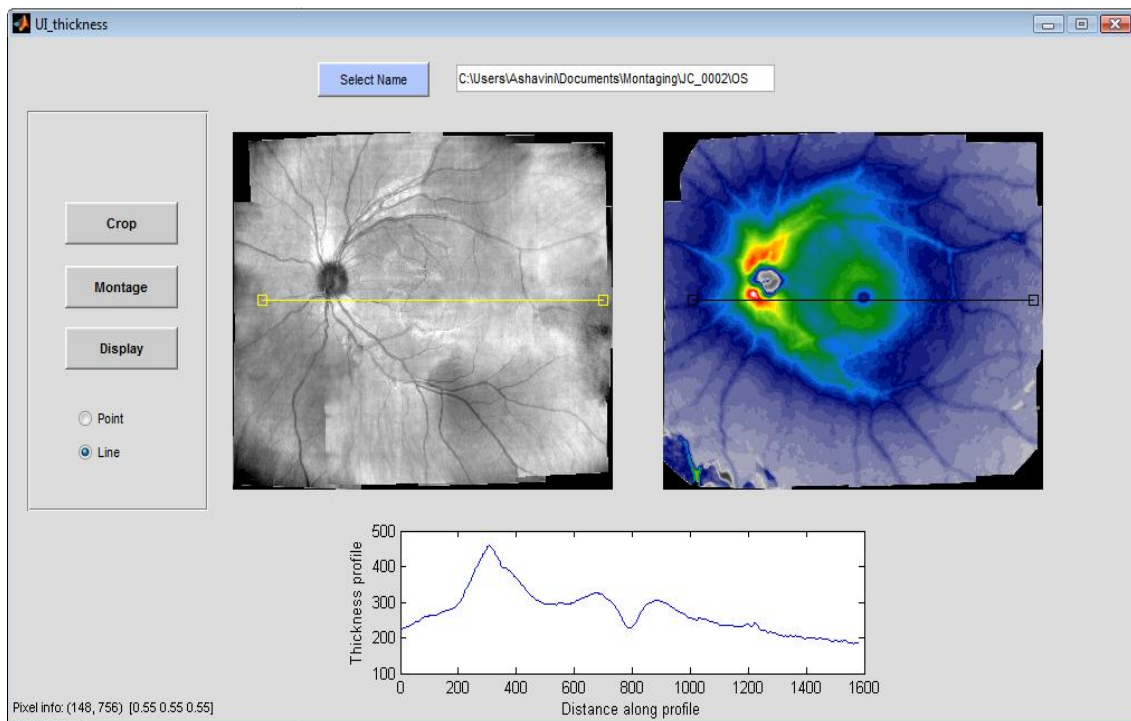 UI_thickness
Select Name
C:\Users\Ashavini\Documents\Montaging\JC_0002\OS
Crop
Montage
Display
Point
Line
500
400
300
200
100
Thickness profile
0 200 400 600 800 1000 1200 1400 1600
Distance along profile
Pixel info: (148, 756) [0.55 0.55 0.55]